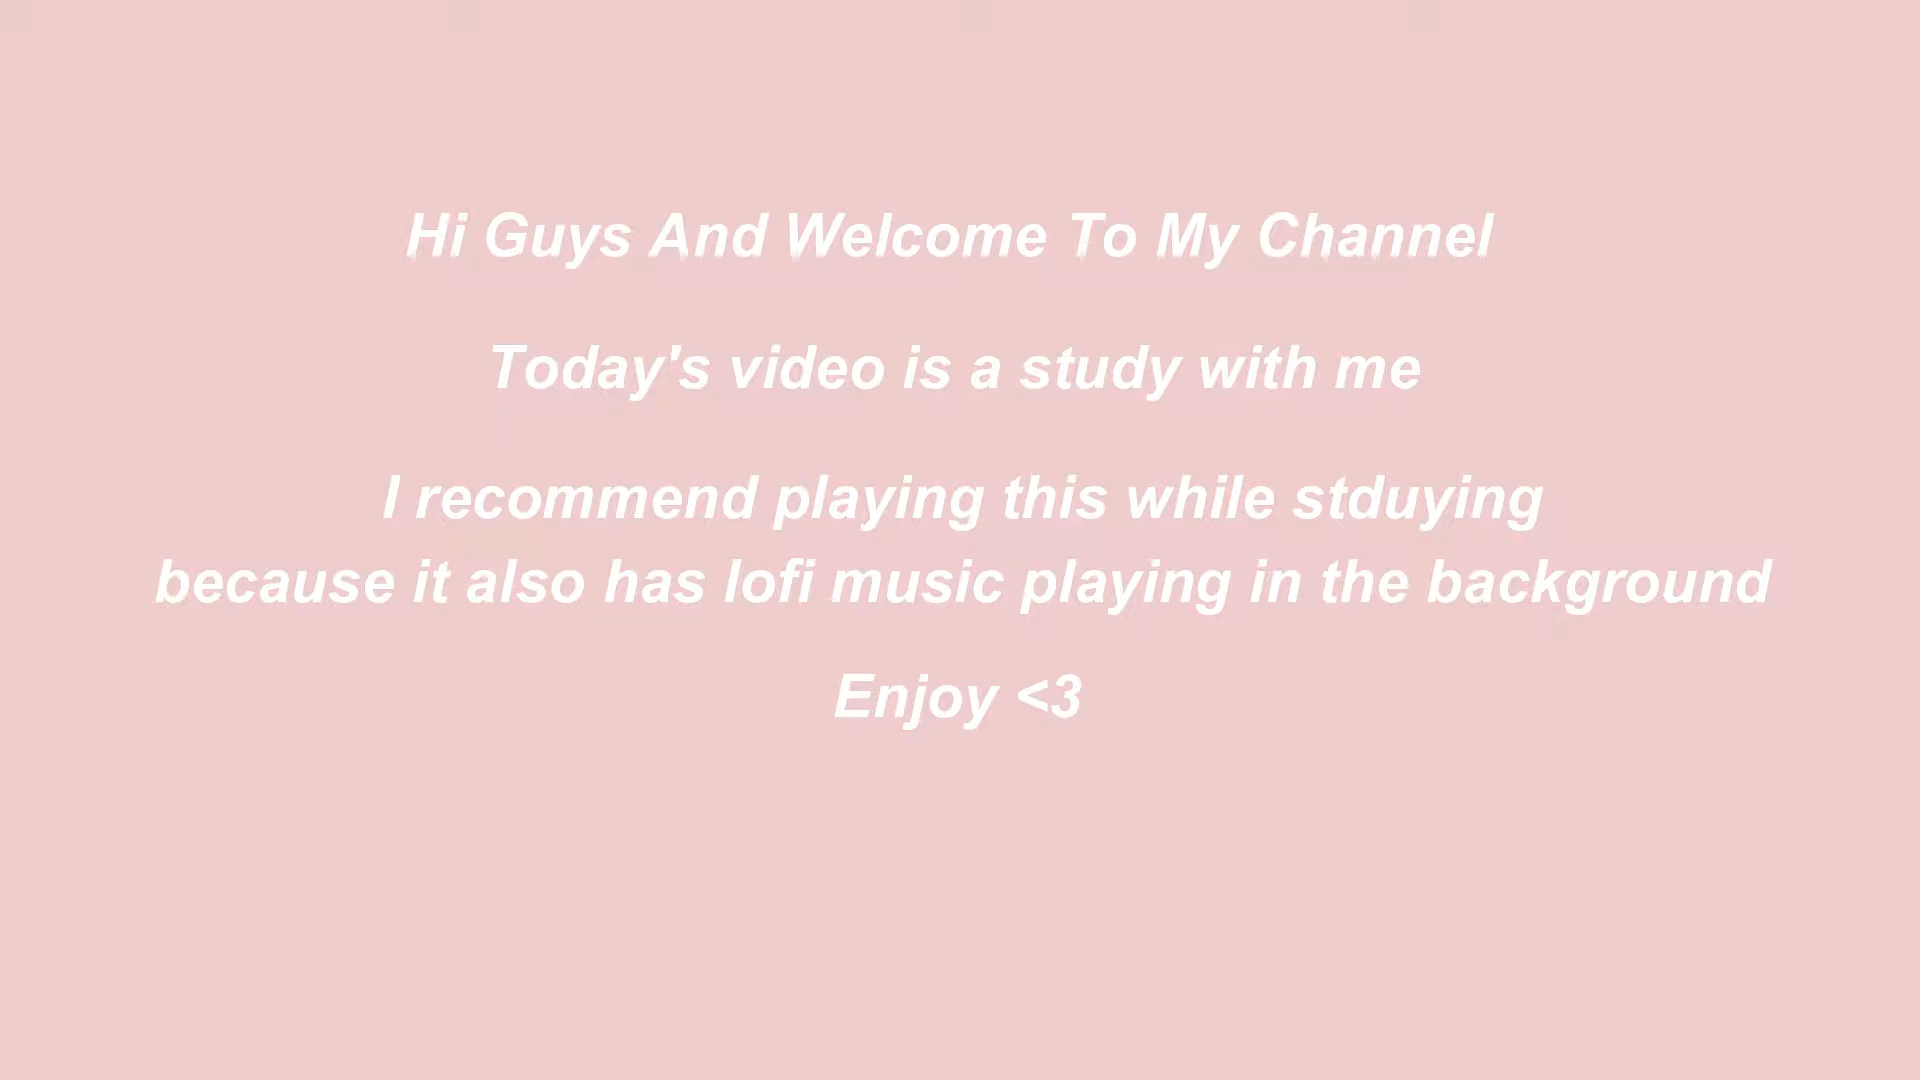 Hi Guys And Welcome To My Channel
Today's video is a study with me
I recommend playing this while stduying
because it also has lofi music playing in the background
Enjoy <3